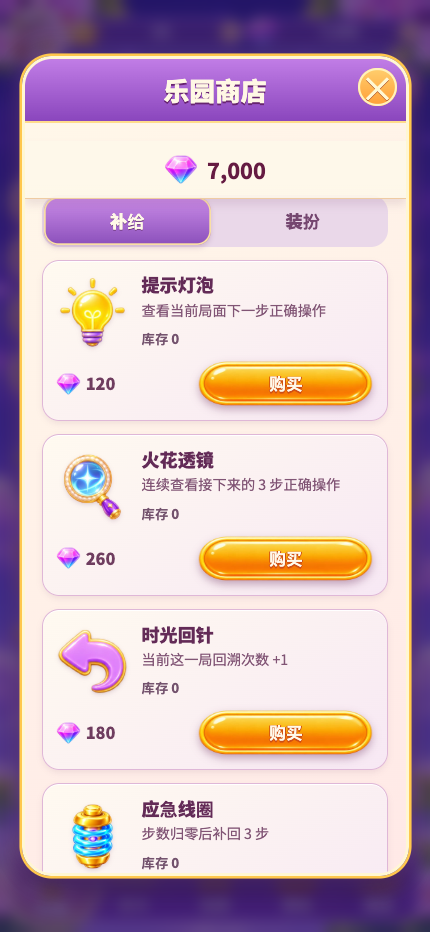 乐园商店
7,000
补给
装扮
提示灯泡
查看当前局面下一步正确操作
库存 0
120
购买
火花透镜
连续查看接下来的 3 步正确操作
库存 0
260
购买
时光回针
当前这一局回溯次数 +1
库存 0
180
购买
应急线圈
步数归零后补回 3 步
库存 0